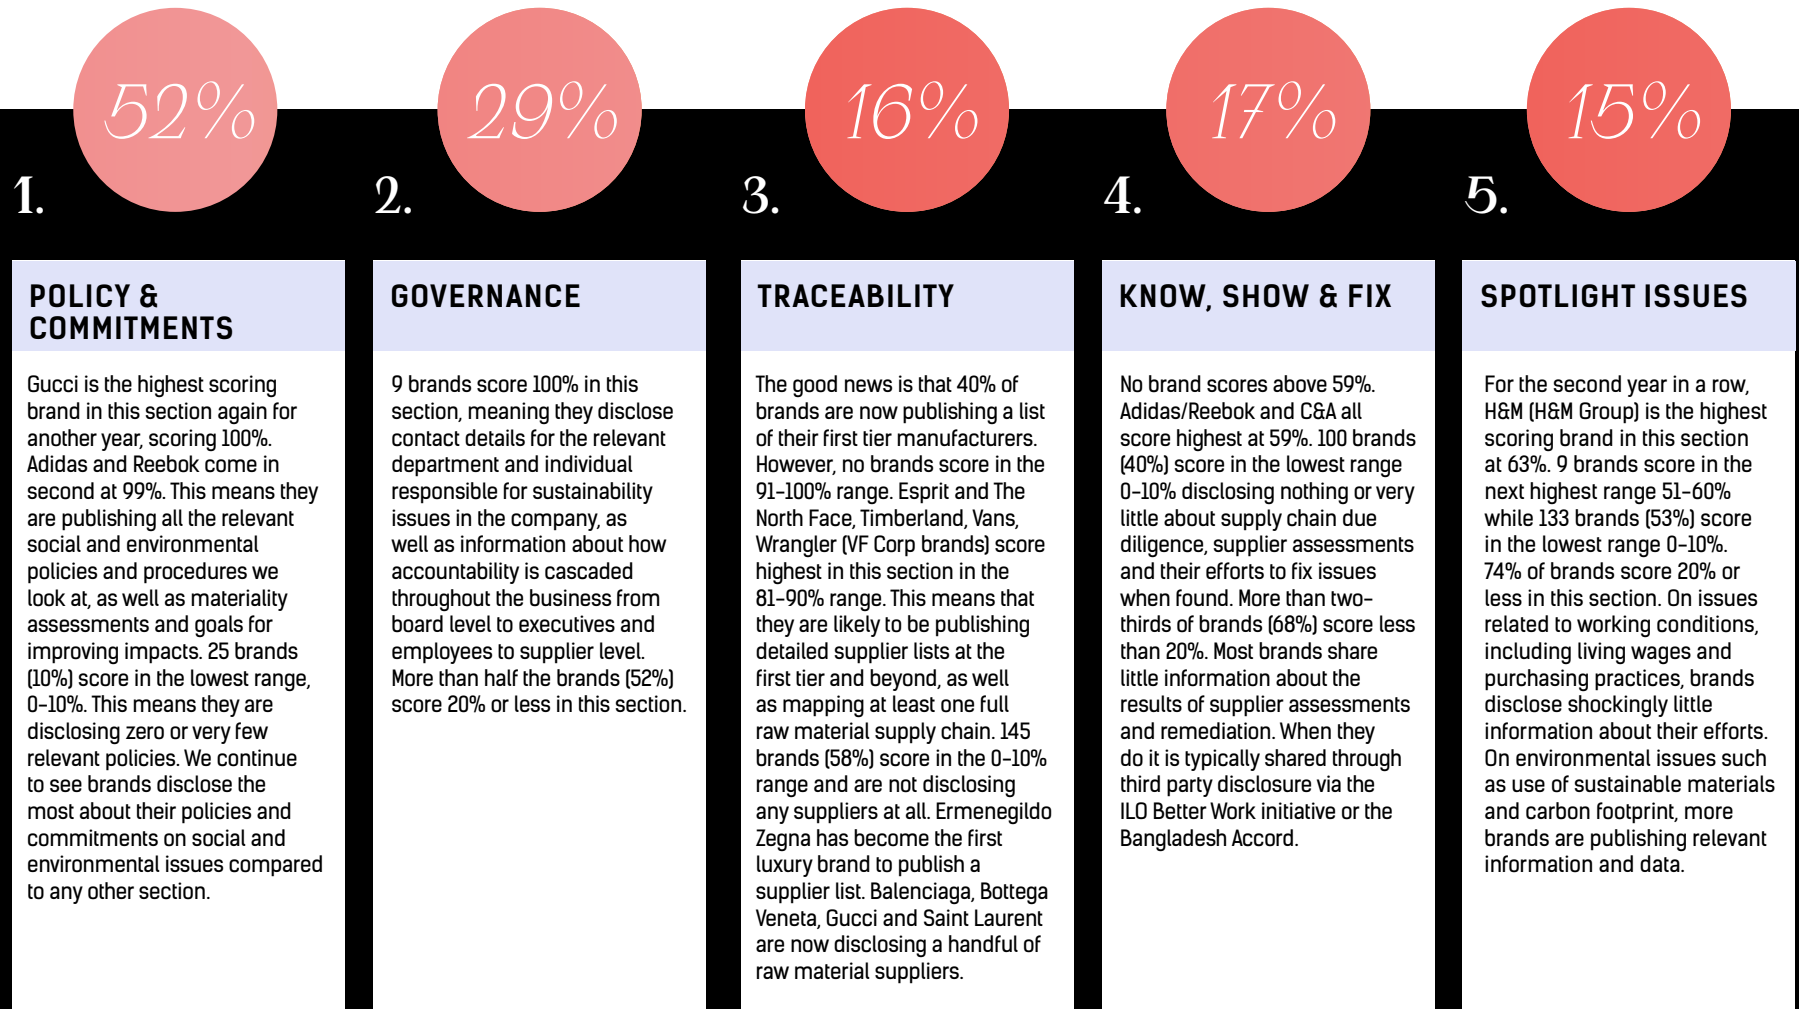 52%
1.
POLICY &
COMMITMENTS
Gucci is the highest scoring
brand in this section again for
another year, scoring 100%.
Adidas and Reebok come in
second at 99%. This means they
are publishing all the relevant
social and environmental
policies and procedures we
look at, as well as materiality
assessments and goals for
improving impacts. 25 brands
(10%) score in the lowest range,
0-10%. This means they are
disclosing zero or very few
relevant policies. We continue
to see brands disclose the
most about their policies and
commitments on social and
environmental issues compared
to any other section.
29%
2.
GOVERNANCE
9 brands score 100% in this
section, meaning they disclose
contact details for the relevant
department and individual
responsible for sustainability
issues in the company, as
well as information about how
accountability is cascaded
throughout the business from
board level to executives and
employees to supplier level.
More than half the brands (52%)
score 20% or less in this section.
16%
3.
TRACEABILITY
The good news is that 40% of
brands are now publishing a list
of their first tier manufacturers.
However, no brands score in the
91-100% range. Esprit and The
North Face, Timberland, Vans,
Wrangler (VF Corp brands) score
highest in this section in the
81-90% range. This means that
they are likely to be publishing
detailed supplier lists at the
first tier and beyond, as well
as mapping at least one full
raw material supply chain. 145
brands (58%) score in the 0-10%
range and are not disclosing
any suppliers at all. Ermenegildo
Zegna has become the first
luxury brand to publish a
supplier list. Balenciaga, Bottega
Veneta, Gucci and Saint Laurent
are now disclosing a handful of
raw material suppliers.
17%
4.
KNOW, SHOW & FIX
No brand scores above 59%.
Adidas/Reebok and C&A all
score highest at 59%. 100 brands
(40%) score in the lowest range
0-10% disclosing nothing or very
little about supply chain due
diligence, supplier assessments
and their efforts to fix issues
when found. More than two-
thirds of brands (68%) score less
than 20%. Most brands share
little information about the
results of supplier assessments
and remediation. When they
do it is typically shared through
third party disclosure via the
ILO Better Work initiative or the
Bangladesh Accord.
15%
5.
SPOTLIGHT ISSUES
For the second year in a row,
H&M (H&M Group) is the highest
scoring brand in this section
at 63%. 9 brands score in the
next highest range 51-60%
while 133 brands (53%) score
in the lowest range 0-10%.
74% of brands score 20% or
less in this section. On issues
related to working conditions,
including living wages and
purchasing practices, brands
disclose shockingly little
information about their efforts.
On environmental issues such
as use of sustainable materials
and carbon footprint, more
brands are publishing relevant
information and data.